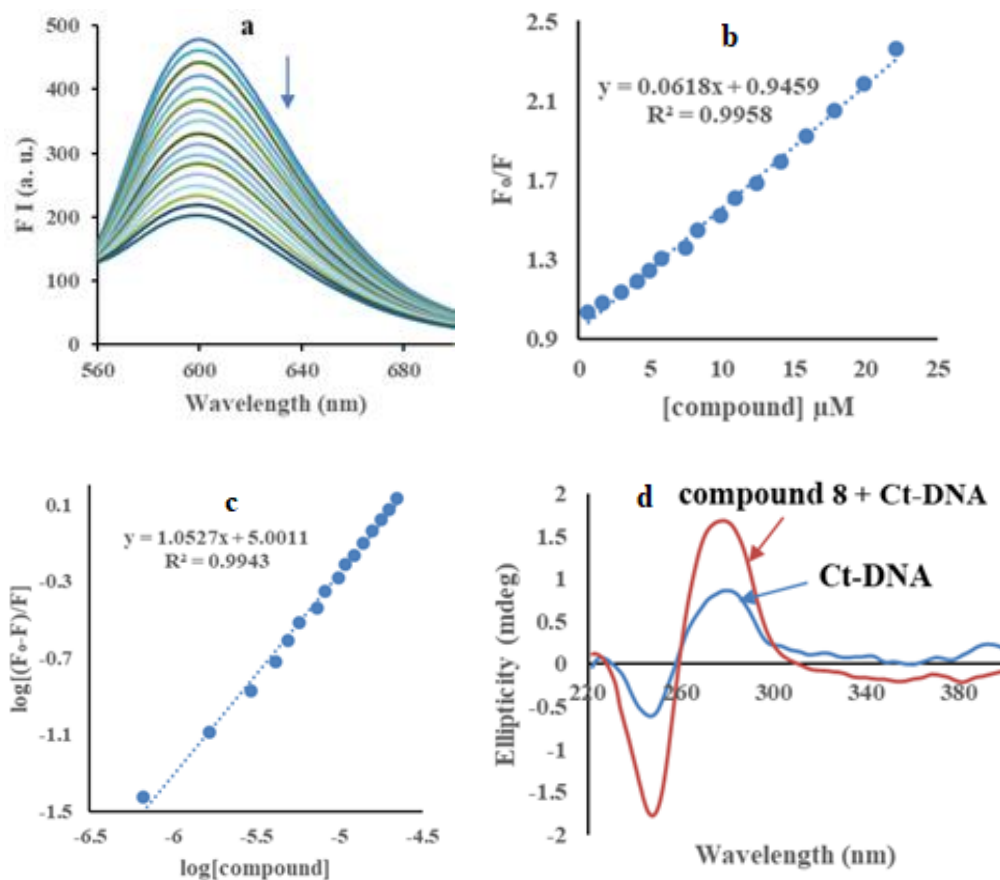 a
500
400
300
200
100
0
F I (a. u.)
560
600
640
680
Wavelength (nm)
b
y = 0.0618x + 0.9459
R² = 0.9958
2.5
2.1
1.7
1.3
0.9
F₀/F
0
5
10
15
20
25
[compound] µM
c
y = 1.0527x + 5.0011
R² = 0.9943
0.1
-0.3
-0.7
-1.1
-1.5
log[(F₀-F)/F]
-6.5
-6
-5.5
-5
-4.5
log[compound]
d
compound 8 + Ct-DNA
Ct-DNA
2
1.5
1
0.5
0
-0.5
-1
-1.5
-2
Ellipticity (mdeg)
220
260
300
340
380
Wavelength (nm)